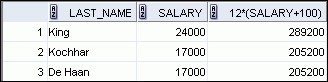 LAST_NAME SALARY 12*(SALARY+100)
1 King 24000 289200
2 Kochhar 17000 205200
3 De Haan 17000 205200